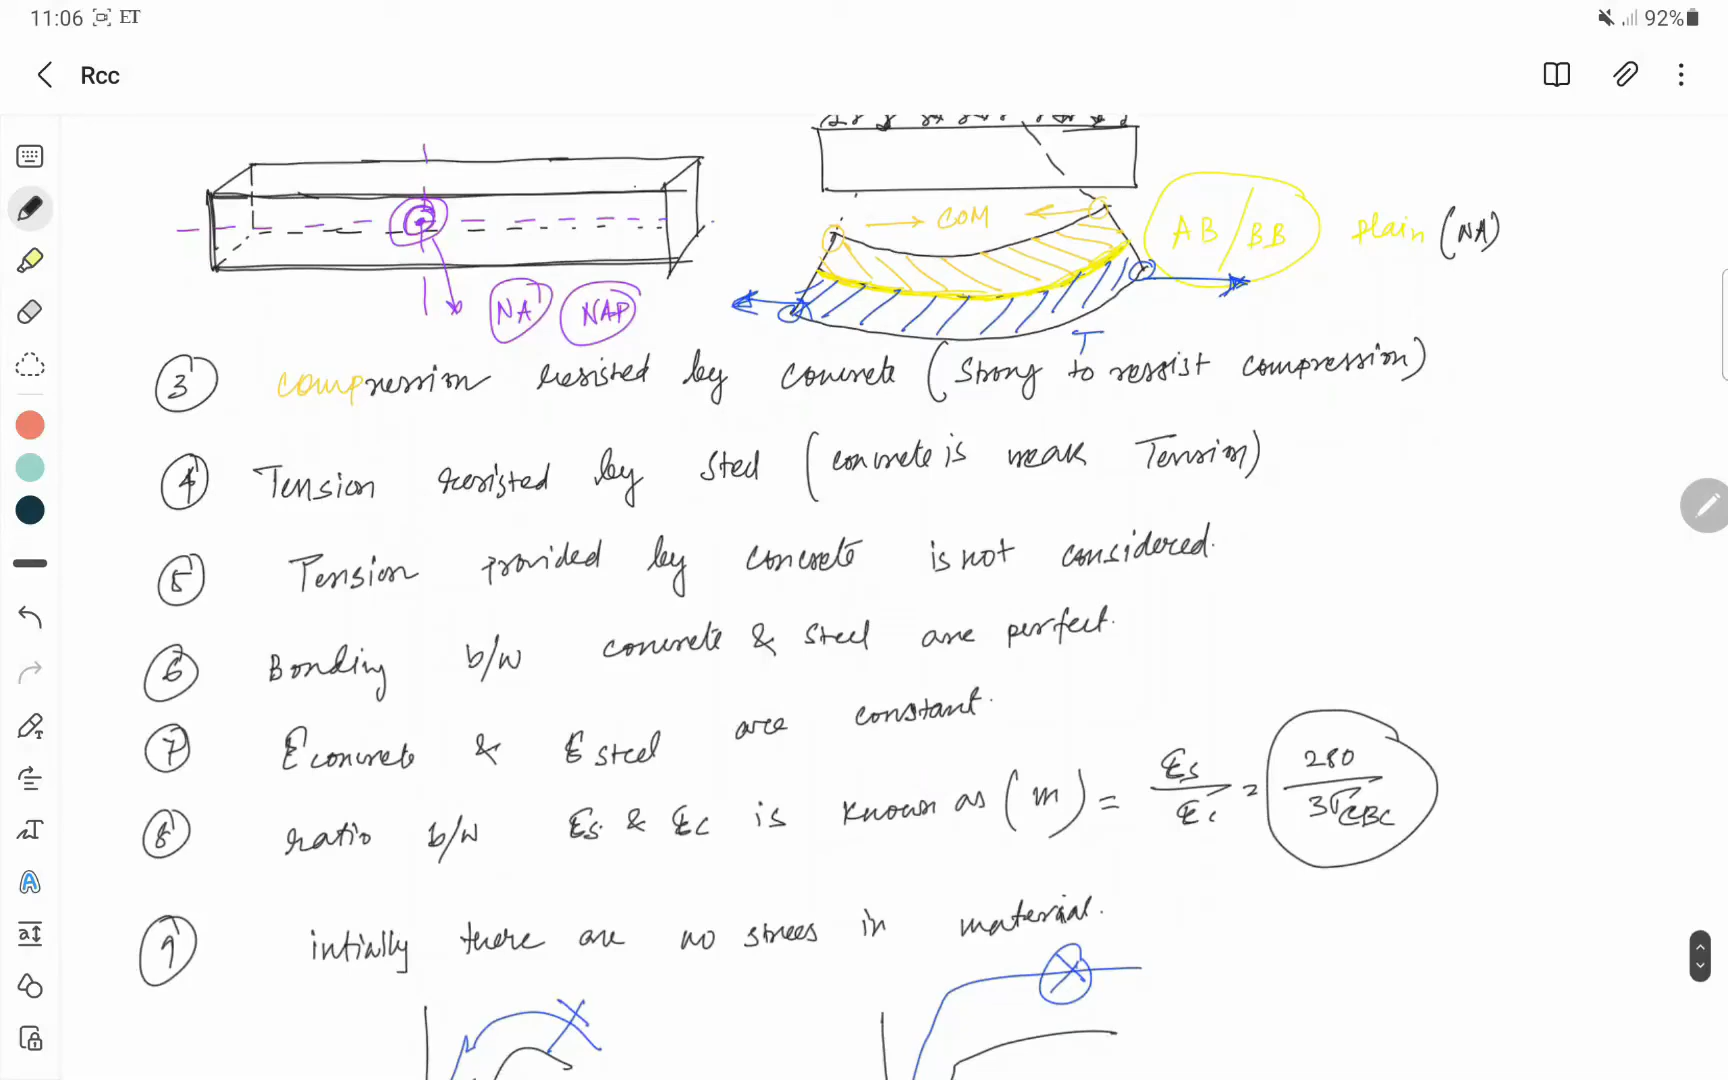 11:06 ET 92%
Rcc
COM
AB/BB plain (NA)
NA NAP
T
3 compression resisted by concrete (strong to resist compression)
4 Tension resisted by steel (concrete is weak Tension)
5 Tension provided by concrete is not considered.
6 Bonding b/w concrete & steel are perfect.
7 E concrete & E steel are constant.
8 ratio b/w Es & Ec is known as (m) = Es/Ec = 280/3σCBC
9 intially there are no strees in material.